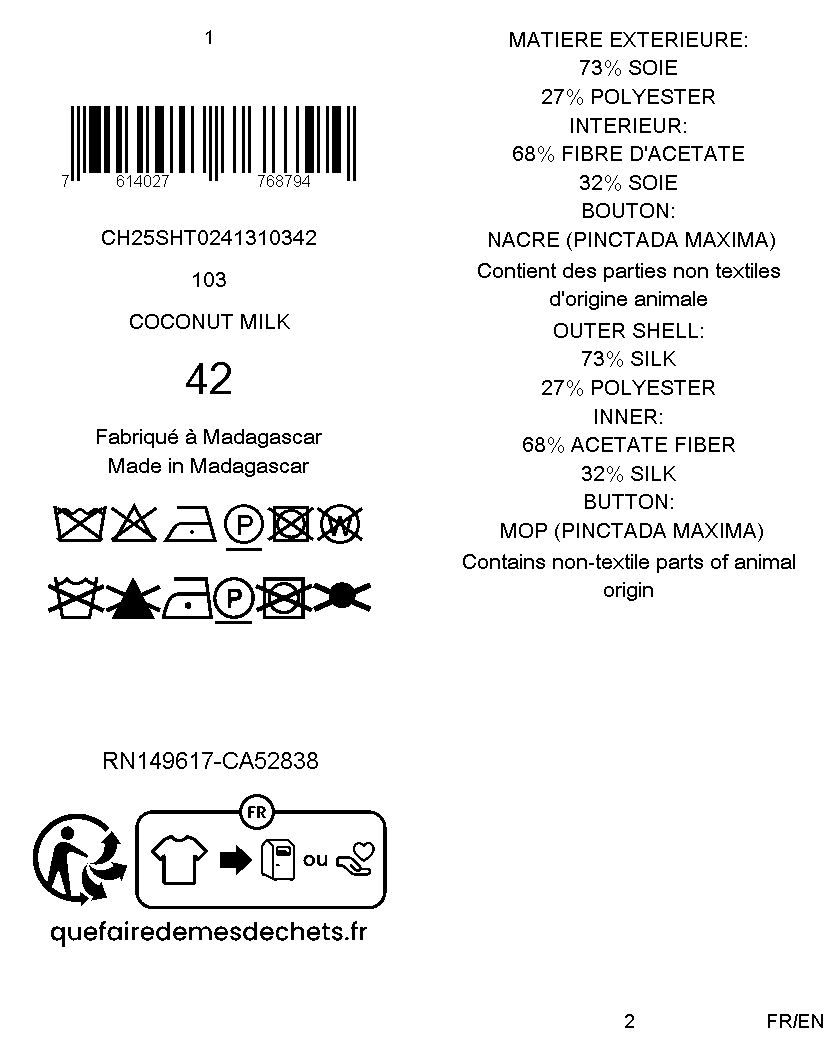 1
7 614027 768794
CH25SHT0241310342
103
COCONUT MILK
42
Fabriqué à Madagascar
Made in Madagascar
P W
P
RN149617-CA52838
FR
ou
quefairedemesdechets.fr
MATIERE EXTERIEURE:
73% SOIE
27% POLYESTER
INTERIEUR:
68% FIBRE D'ACETATE
32% SOIE
BOUTON:
NACRE (PINCTADA MAXIMA)
Contient des parties non textiles
d'origine animale
OUTER SHELL:
73% SILK
27% POLYESTER
INNER:
68% ACETATE FIBER
32% SILK
BUTTON:
MOP (PINCTADA MAXIMA)
Contains non-textile parts of animal
origin
2
FR/EN